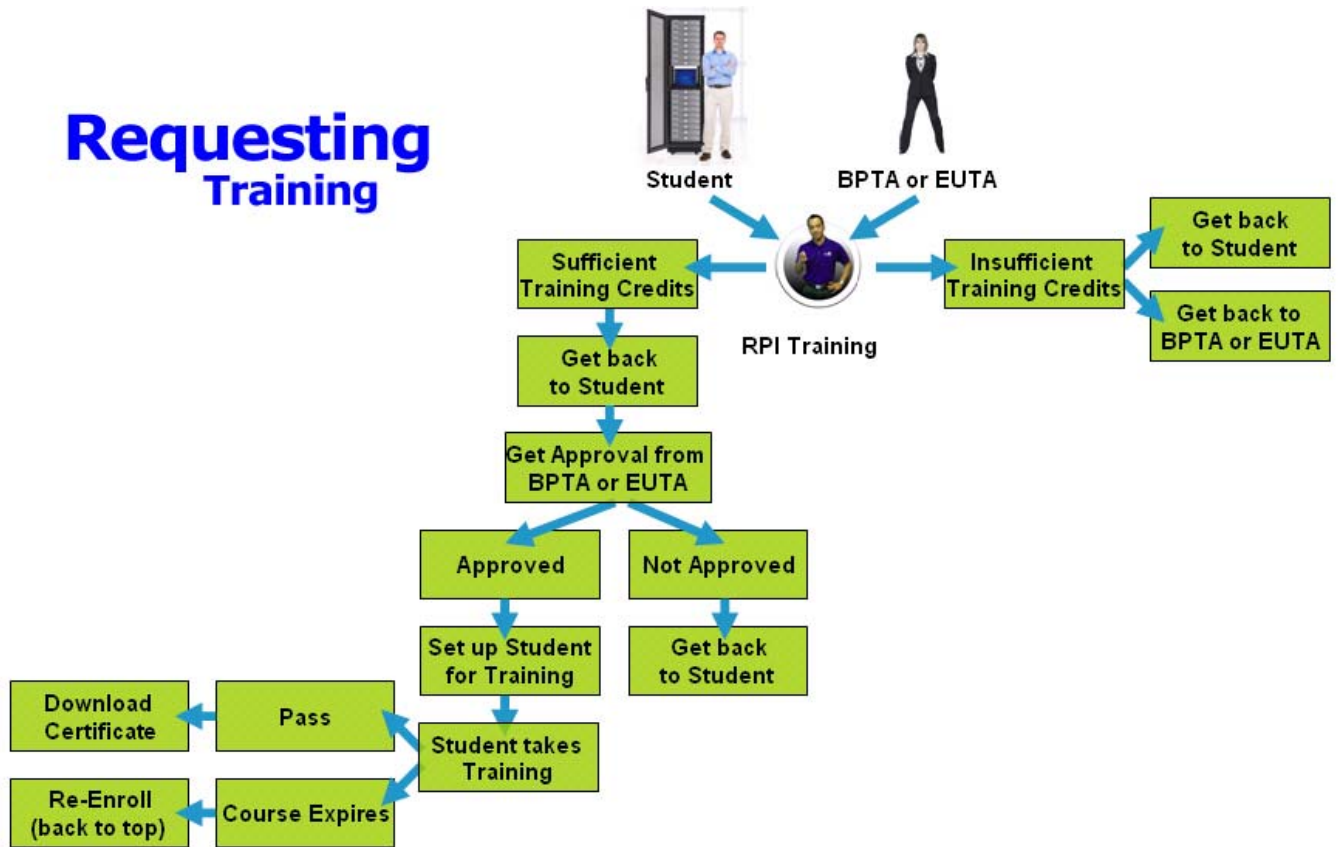 Requesting
Training
Student
BPTA or EUTA
Sufficient
Training Credits
RPI Training
Insufficient
Training Credits
Get back
to Student
Get back to
BPTA or EUTA
Get back
to Student
Get Approval from
BPTA or EUTA
Approved
Not Approved
Set up Student
for Training
Get back
to Student
Student takes
Training
Pass
Download
Certificate
Course Expires
Re-Enroll
(back to top)